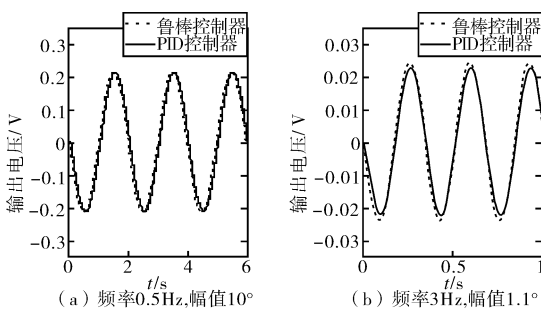 鲁棒控制器
PID控制器
0.3
0.2
0.1
0
-0.1
-0.2
-0.3
输出电压/V
0
2
4
6
t/s
(a) 频率0.5Hz,幅值10°
鲁棒控制器
PID控制器
0.03
0.02
0.01
0
-0.01
-0.02
-0.03
输出电压/V
0
0.5
1
t/s
(b) 频率3Hz,幅值1.1°